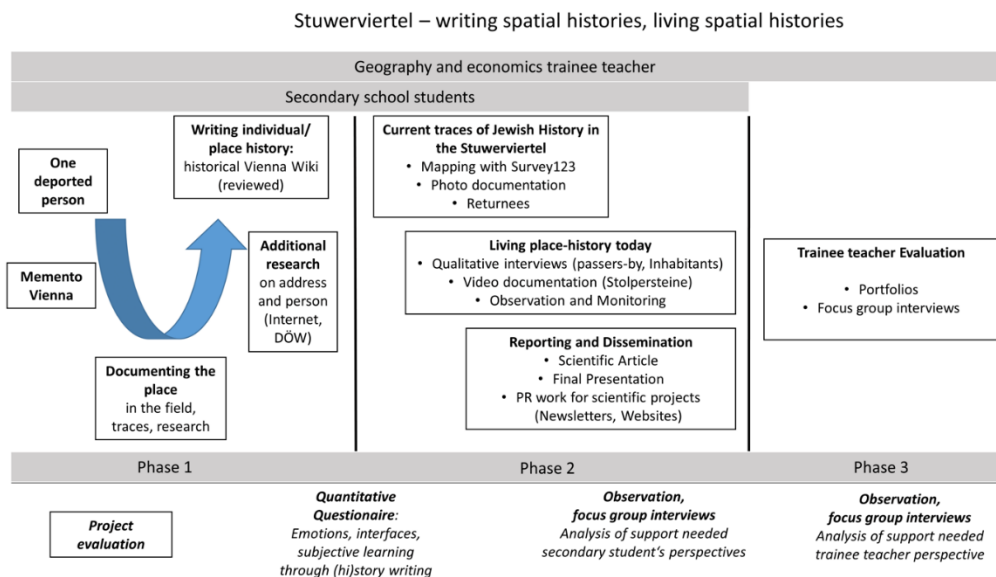 Stuwerviertel – writing spatial histories, living spatial histories
Geography and economics trainee teacher
Secondary school students
One
deported
person
Memento
Vienna
Documenting the
place
in the field,
traces, research
Additional
research
on address
and person
(Internet,
DÖW)
Writing individual/
place history:
historical Vienna Wiki
(reviewed)
Current traces of Jewish History in
the Stuwerviertel
• Mapping with Survey123
• Photo documentation
• Returnees
Living place-history today
• Qualitative interviews (passers-by, Inhabitants)
• Video documentation (Stolpersteine)
• Observation and Monitoring
Reporting and Dissemination
• Scientific Article
• Final Presentation
• PR work for scientific projects
(Newsletters, Websites)
Trainee teacher Evaluation
• Portfolios
• Focus group interviews
Phase 1
Phase 2
Phase 3
Project
evaluation
Quantitative
Questionaire:
Emotions, interfaces,
subjective learning
through (hi)story writing
Observation,
focus group interviews
Analysis of support needed
secondary student's perspectives
Observation,
focus group interviews
Analysis of support needed
trainee teacher perspective